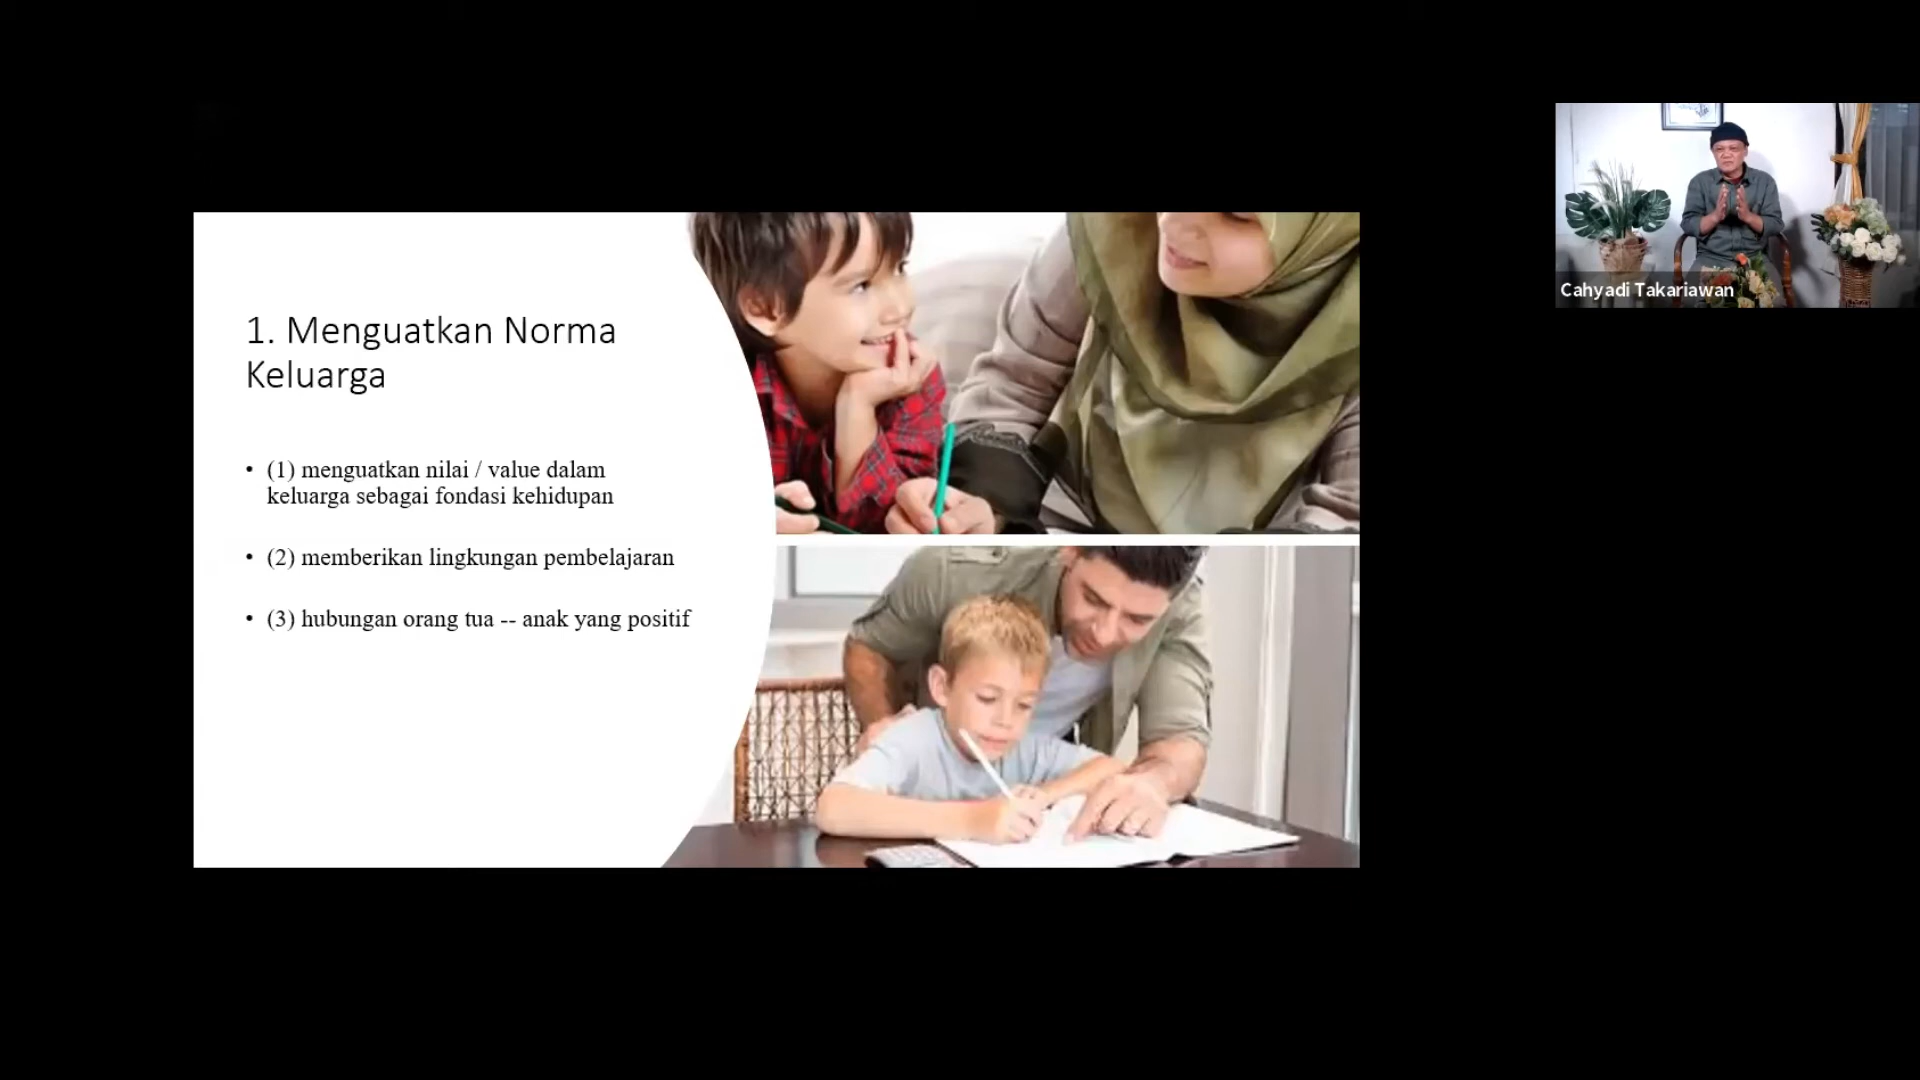 1. Menguatkan Norma
Keluarga
• (1) menguatkan nilai / value dalam
keluarga sebagai fondasi kehidupan
• (2) memberikan lingkungan pembelajaran
• (3) hubungan orang tua -- anak yang positif
Cahyadi Takariawan